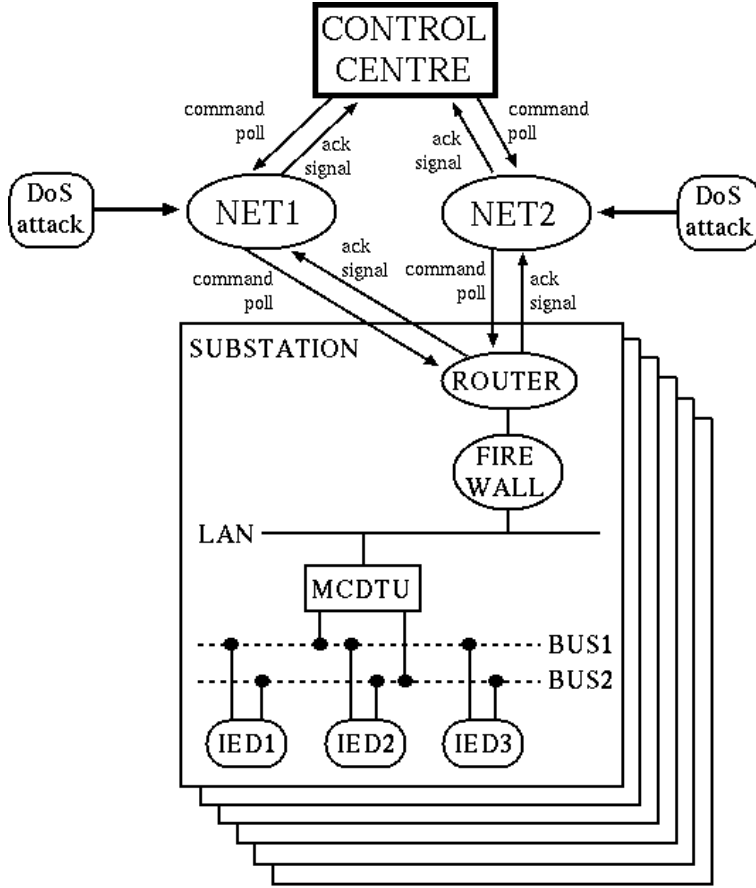 CONTROL
CENTRE
command
poll
ack
signal
ack
signal
command
poll
DoS
attack
NET1
NET2
DoS
attack
command
poll
ack
signal
command
poll
ack
signal
SUBSTATION
ROUTER
FIRE
WALL
LAN
MCDTU
BUS1
BUS2
IED1
IED2
IED3